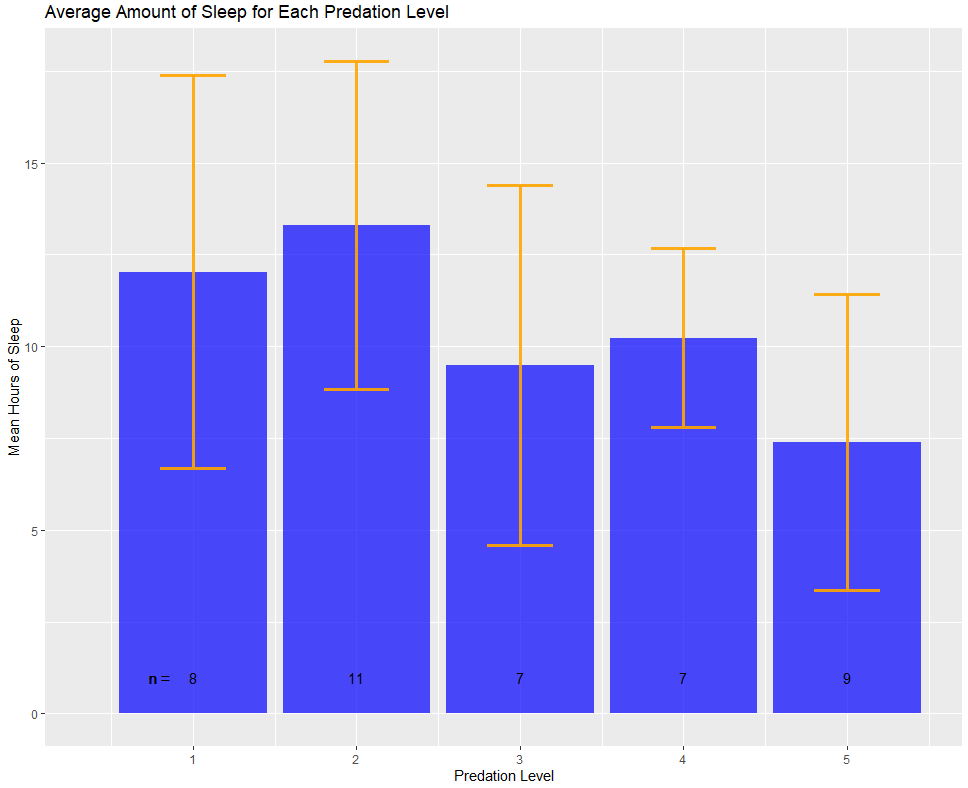 Average Amount of Sleep for Each Predation Level
Mean Hours of Sleep
15
10
5
0
n = 8 11 7 7 9
1 2 3 4 5
Predation Level